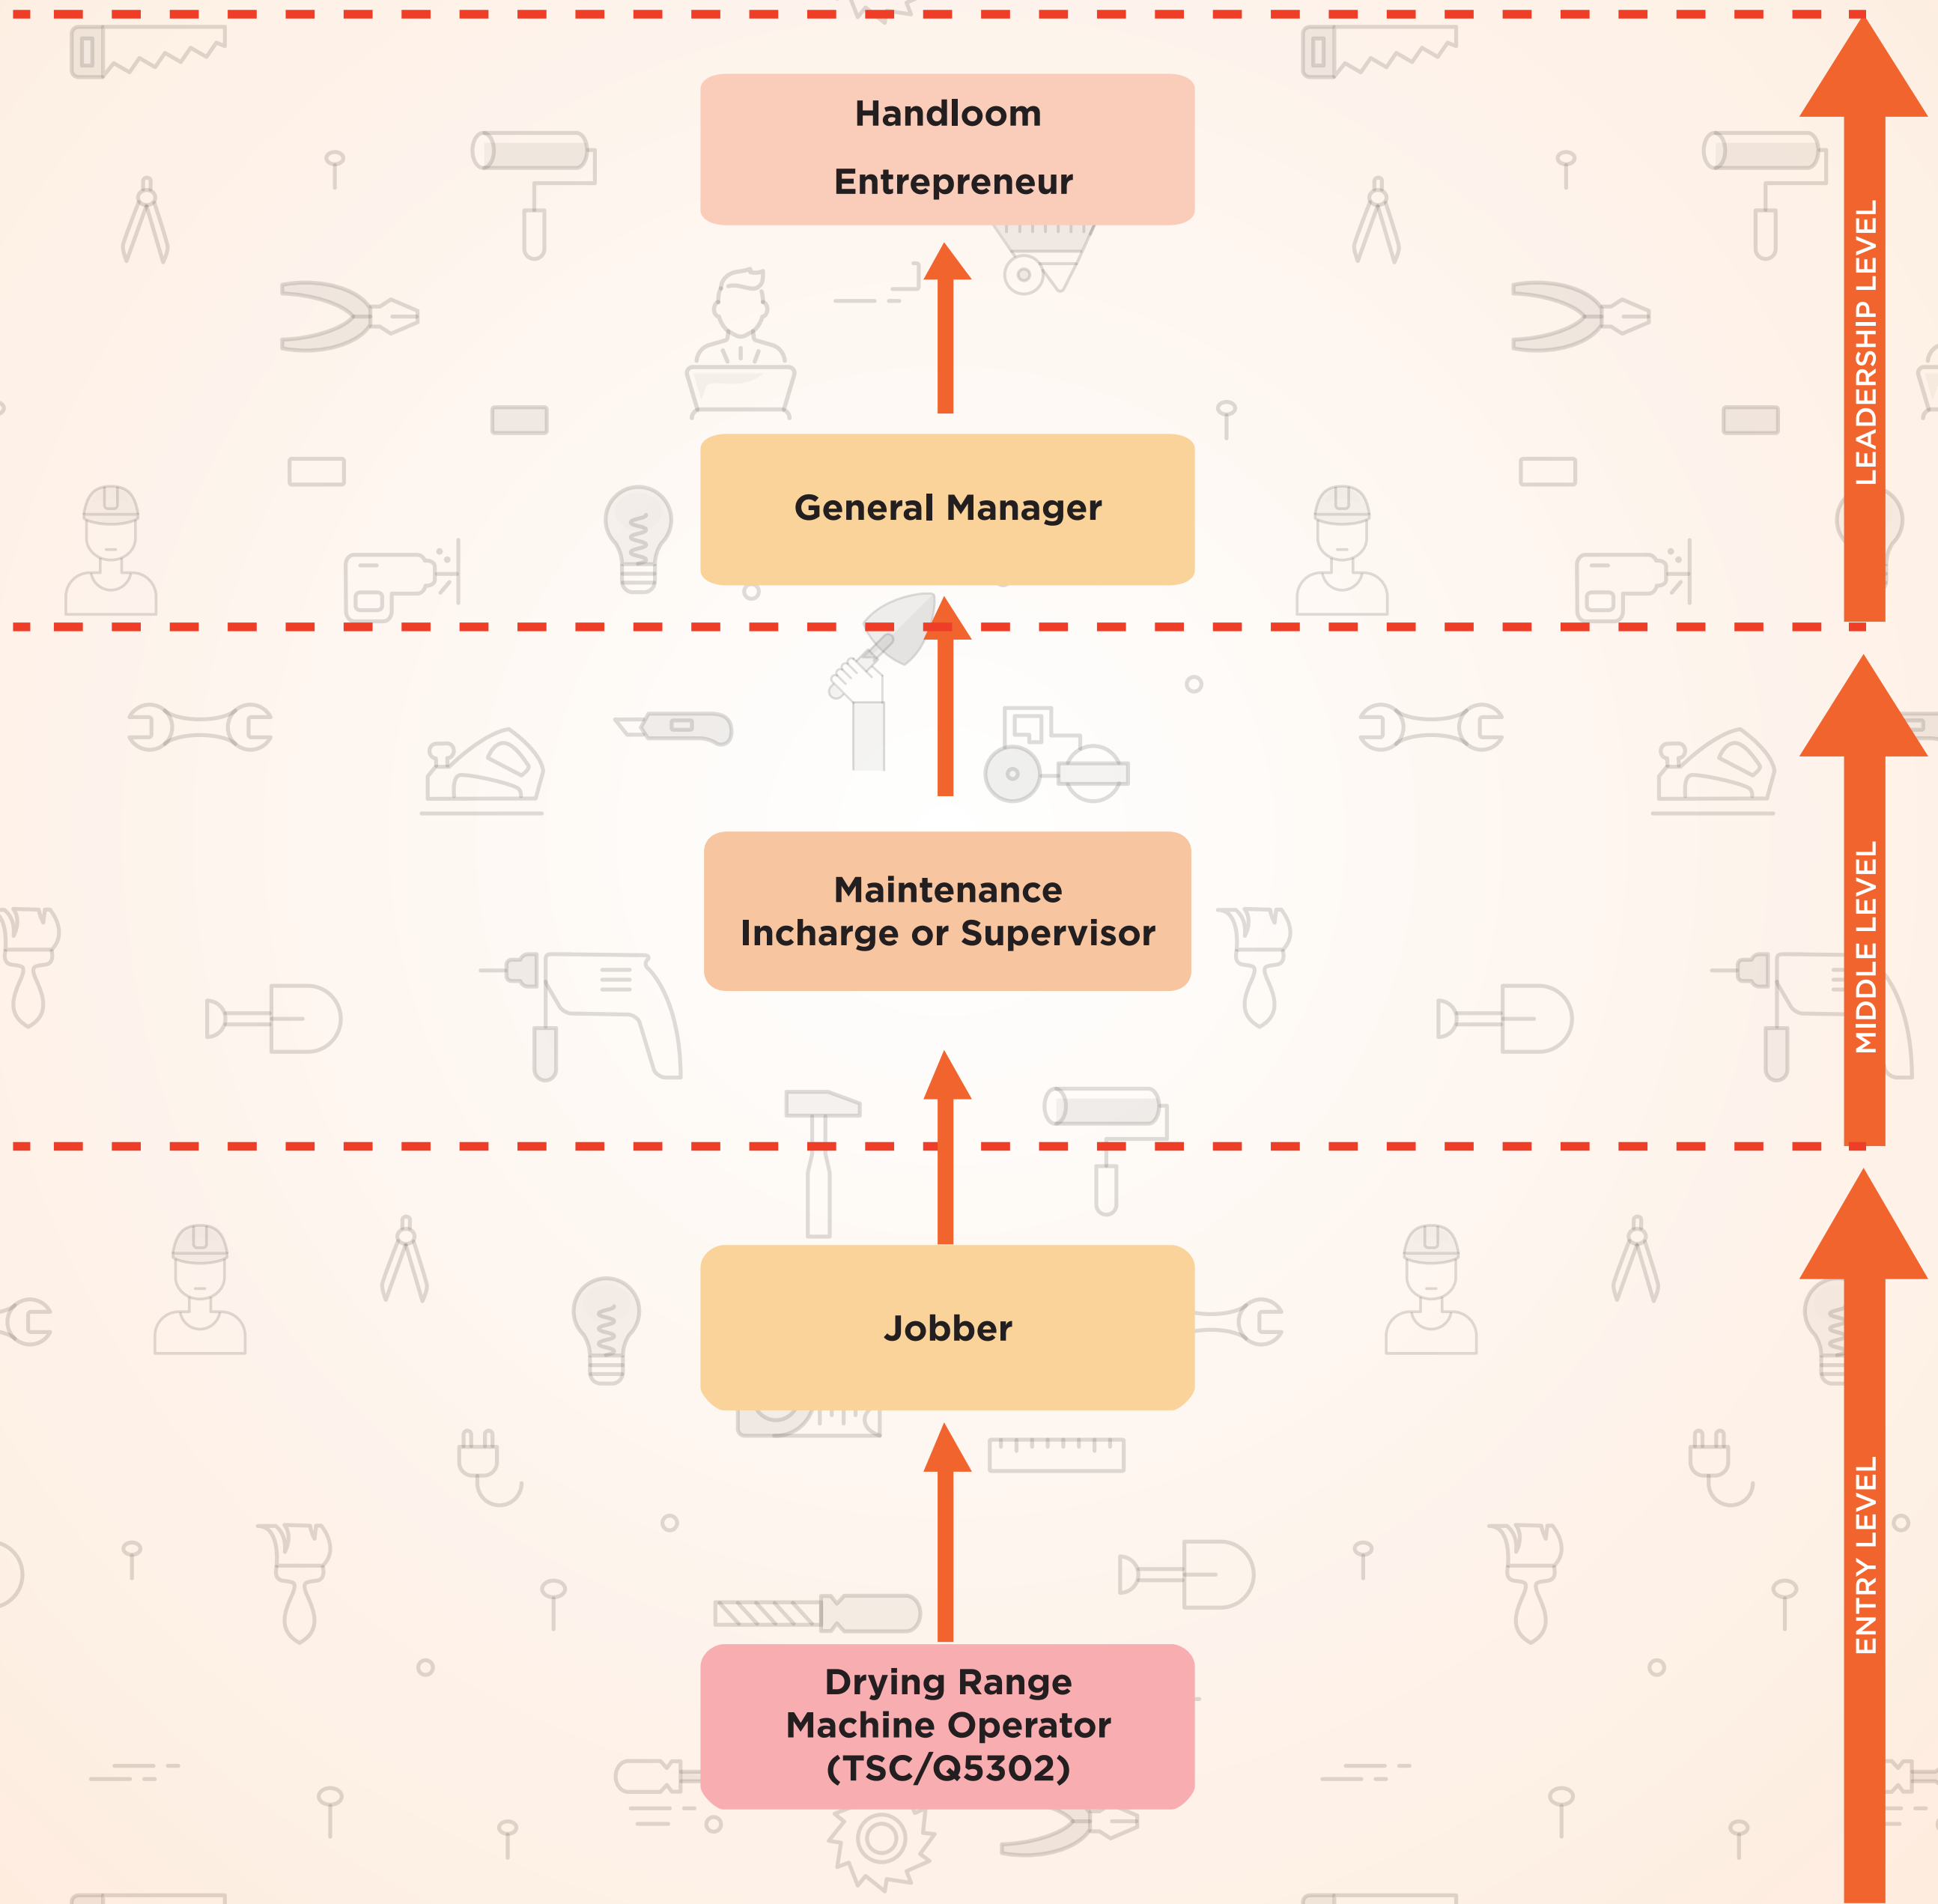 Handloom
Entrepreneur
LEADERSHIP LEVEL
General Manager
Maintenance
Incharge or Supervisor
MIDDLE LEVEL
Jobber
ENTRY LEVEL
Drying Range
Machine Operator
(TSC/Q5302)